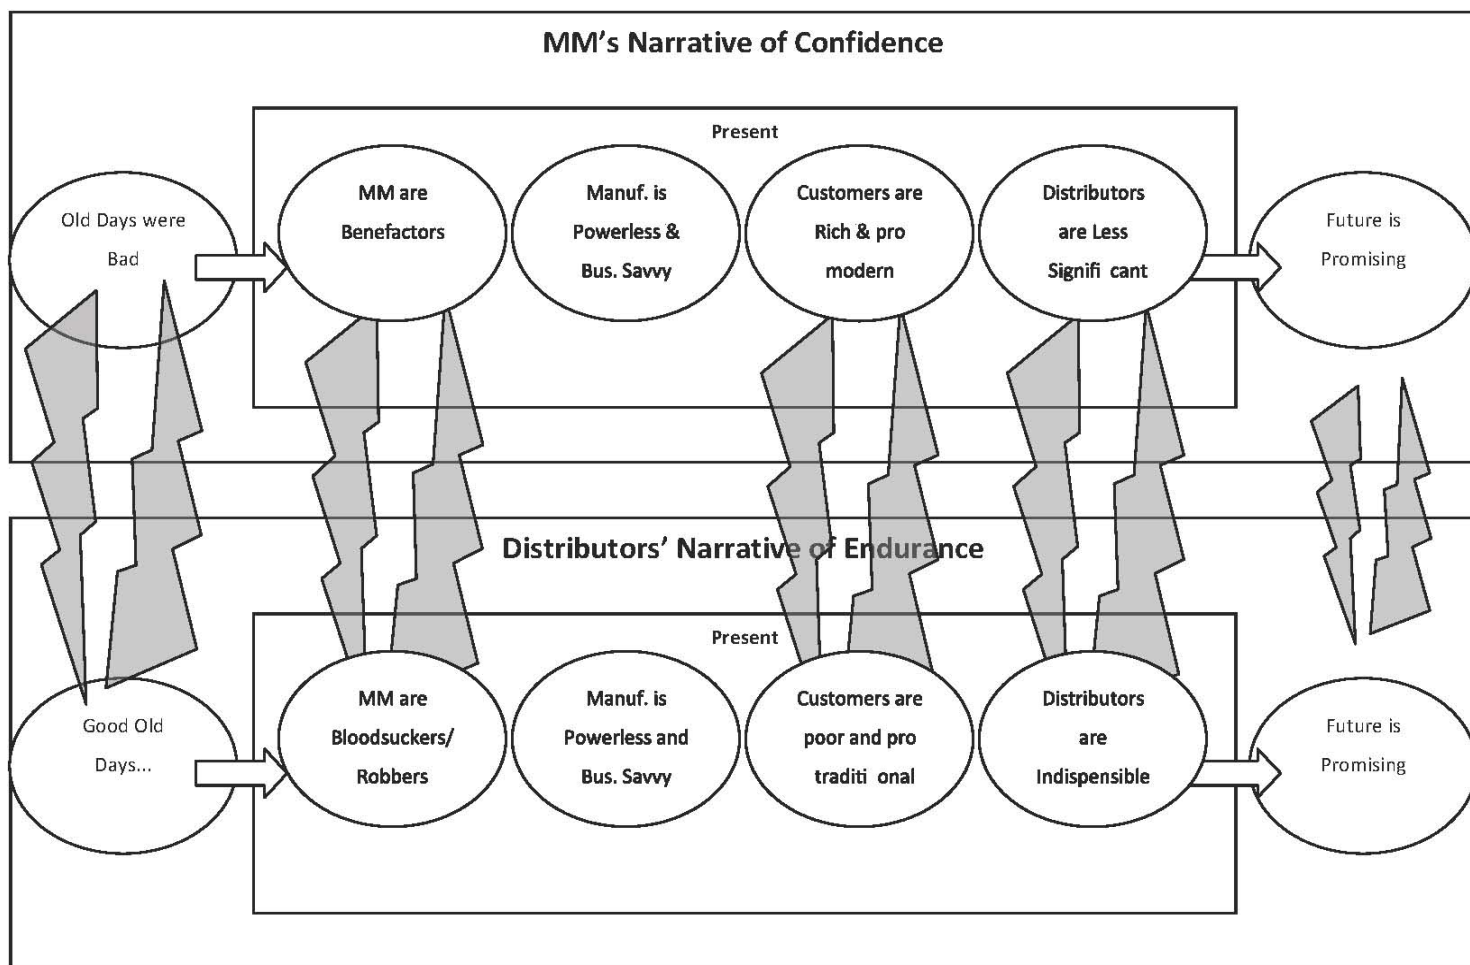 MM's Narrative of Confidence
Present
Old Days were
Bad
MM are
Benefactors
Manuf. is
Powerless &
Bus. Savvy
Customers are
Rich & pro
modern
Distributors
are Less
Signifi cant
Future is
Promising
Distributors' Narrative of Endurance
Present
Good Old
Days...
MM are
Bloodsuckers/
Robbers
Manuf. is
Powerless and
Bus. Savvy
Customers are
poor and pro
traditi onal
Distributors
are
Indispensible
Future is
Promising